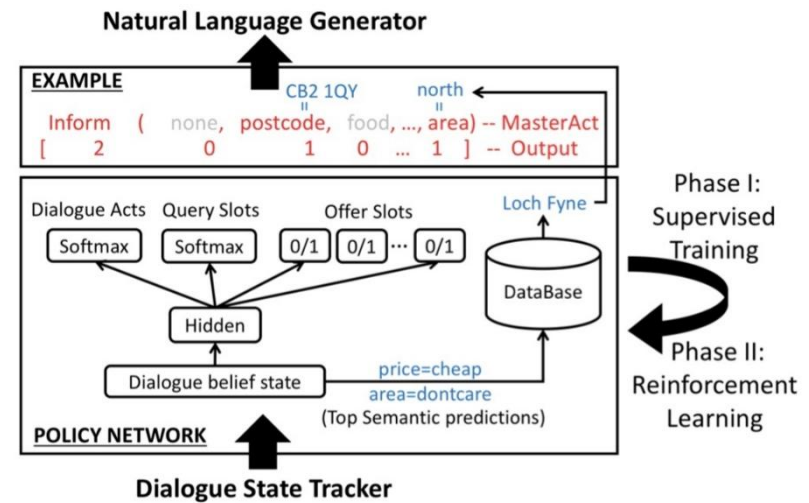 Natural Language Generator
EXAMPLE
CB2 1QY north
=
=
Inform ( none, postcode, food, ..., area) -- MasterAct
[ 2 0 1 0 ... 1 ] -- Output
Dialogue Acts Query Slots Offer Slots
Softmax Softmax 0/1 0/1 ... 0/1
Loch Fyne
DataBase
Hidden
Dialogue belief state
price=cheap
area=dontcare
(Top Semantic predictions)
POLICY NETWORK
Dialogue State Tracker
Phase I:
Supervised
Training
Phase II:
Reinforcement
Learning